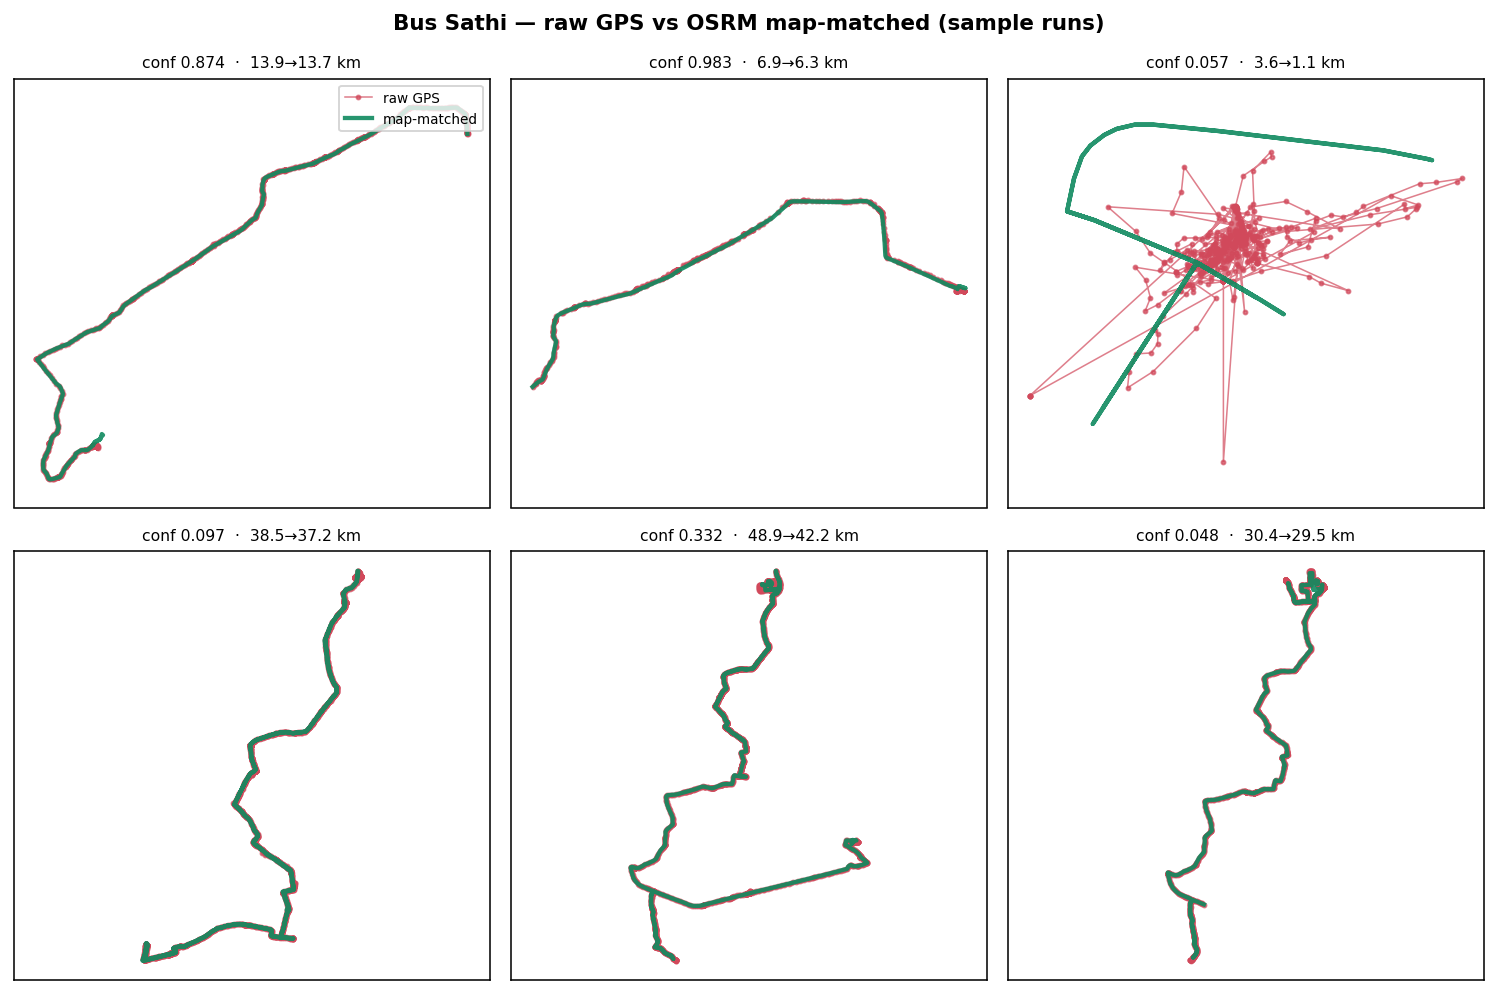 Bus Sathi — raw GPS vs OSRM map-matched (sample runs)
conf 0.874 · 13.9→13.7 km
conf 0.983 · 6.9→6.3 km
conf 0.057 · 3.6→1.1 km
raw GPS
map-matched
conf 0.097 · 38.5→37.2 km
conf 0.332 · 48.9→42.2 km
conf 0.048 · 30.4→29.5 km